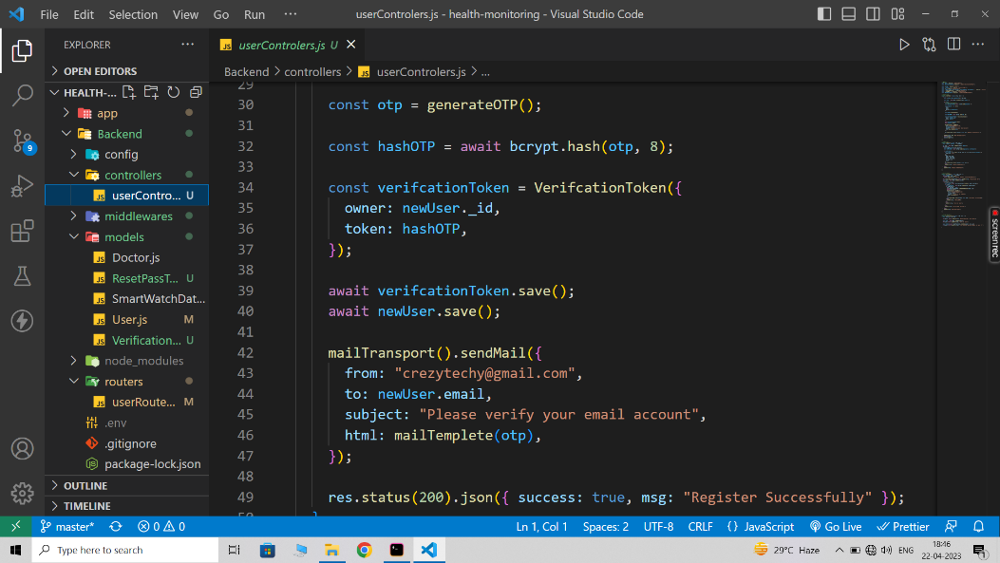 File Edit Selection View Go Run ··· userControlers.js - health-monitoring - Visual Studio Code
EXPLORER ···
OPEN EDITORS
HEALTH-...
app
Backend
config
controllers
userContro... U
middlewares
models
Doctor.js
ResetPassT... U
SmartWatchDat...
User.js M
Verification... U
node_modules
routers
userRoute... M
.env
.gitignore
package-lock.json
OUTLINE
TIMELINE
9
JS userControlers.js U
Backend > controllers > JS userControlers.js > ...
29
30 const otp = generateOTP();
31
32 const hashOTP = await bcrypt.hash(otp, 8);
33
34 const verifcationToken = VerifcationToken({
35 owner: newUser._id,
36 token: hashOTP,
37 });
38
39 await verifcationToken.save();
40 await newUser.save();
41
42 mailTransport().sendMail({
43 from: "crezytechy@gmail.com",
44 to: newUser.email,
45 subject: "Please verify your email account",
46 html: mailTemplete(otp),
47 });
48
49 res.status(200).json({ success: true, msg: "Register Successfully" });
screenrec
master* 0 0 Ln 1, Col 1 Spaces: 2 UTF-8 CRLF {} JavaScript Go Live Prettier
Type here to search
29°C Haze ENG 18:46
22-04-2023 1